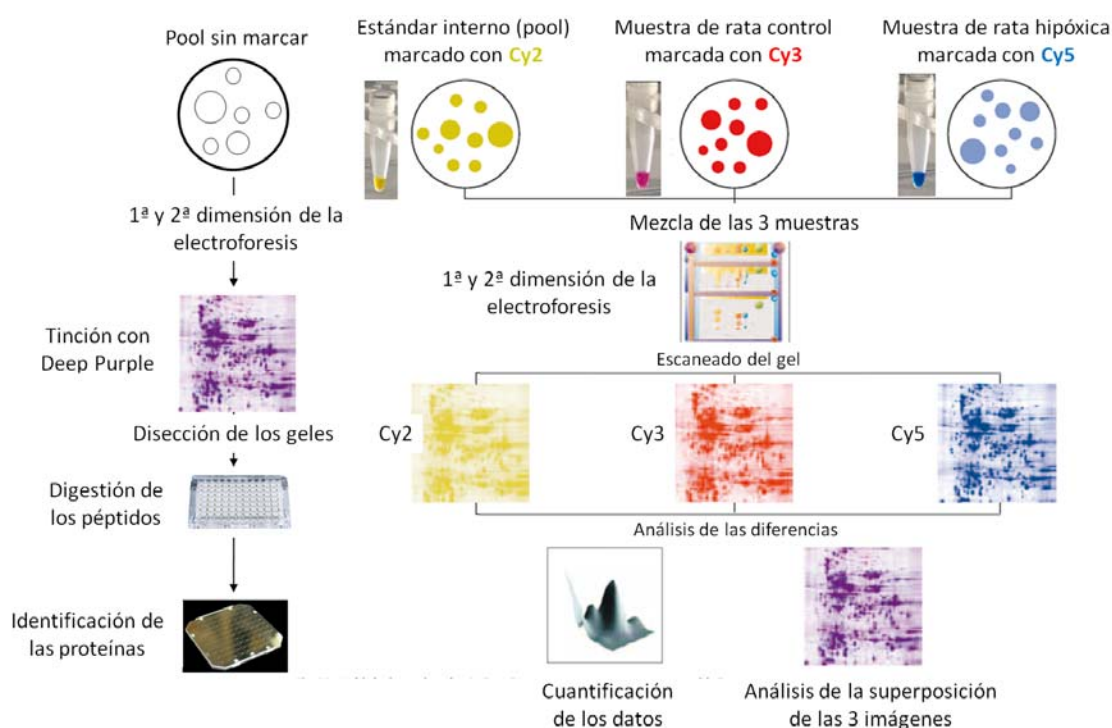 Pool sin marcar
Estándar interno (pool)
marcado con Cy2
Muestra de rata control
marcada con Cy3
Muestra de rata hipóxica
marcada con Cy5
1ª y 2ª dimensión de la
electroforesis
Mezcla de las 3 muestras
1ª y 2ª dimensión de la
electroforesis
Tinción con
Deep Purple
Escaneado del gel
Disección de los geles
Cy2
Cy3
Cy5
Digestión de
los péptidos
Análisis de las diferencias
Identificación de
las proteínas
Cuantificación
de los datos
Análisis de la superposición
de las 3 imágenes